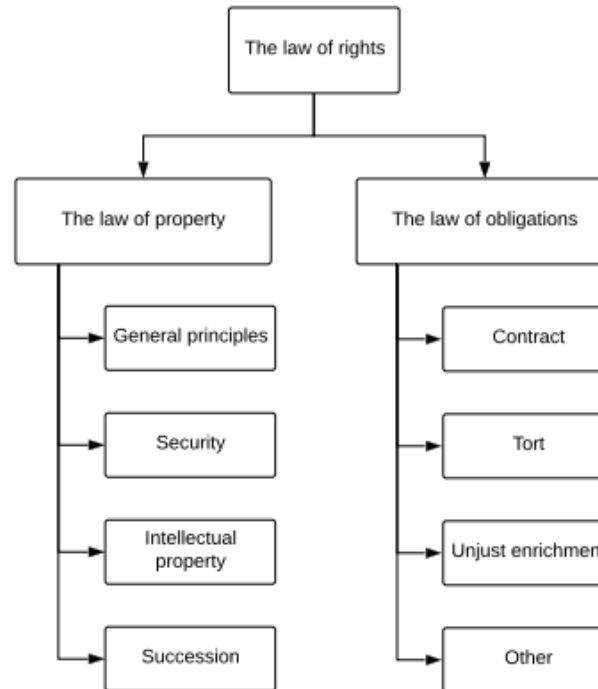 The law of rights
The law of property
The law of obligations
General principles
Contract
Security
Tort
Intellectual
property
Unjust enrichmen
Succession
Other